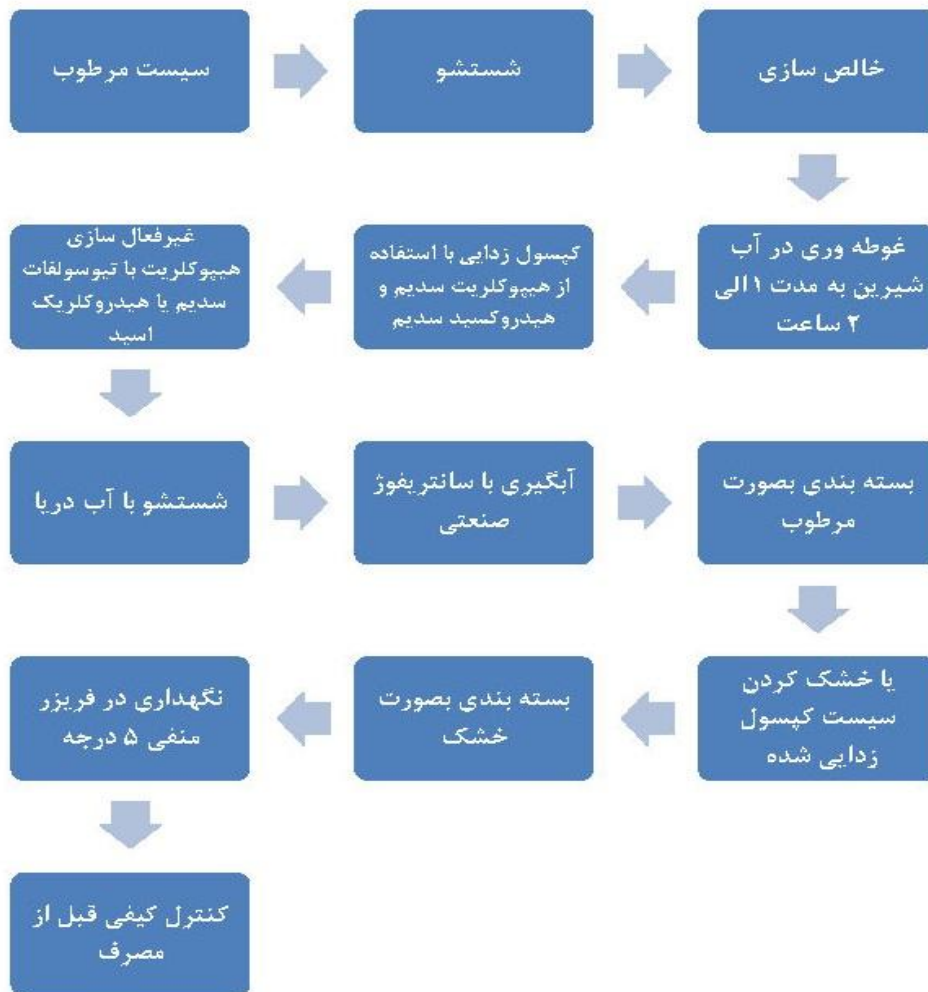 سیست مرطوب
شستشو
خالص سازی
غوطه وری در آب
شیرین به مدت ۱ الی
۲ ساعت
کپسول زدایی با استفاده
از هیپوکلریت سدیم و
هیدروکسید سدیم
غیرفعال سازی
هیپوکلریت با تیوسولفات
سدیم یا هیدروکلریک
اسید
شستشو با آب دریا
آبگیری با سانتریفوژ
صنعتی
بسته بندی بصورت
مرطوب
یا خشک کردن
سیست کپسول
زدایی شده
بسته بندی بصورت
خشک
نگهداری در فریزر
منفی ۵ درجه
کنترل کیفی قبل از
مصرف